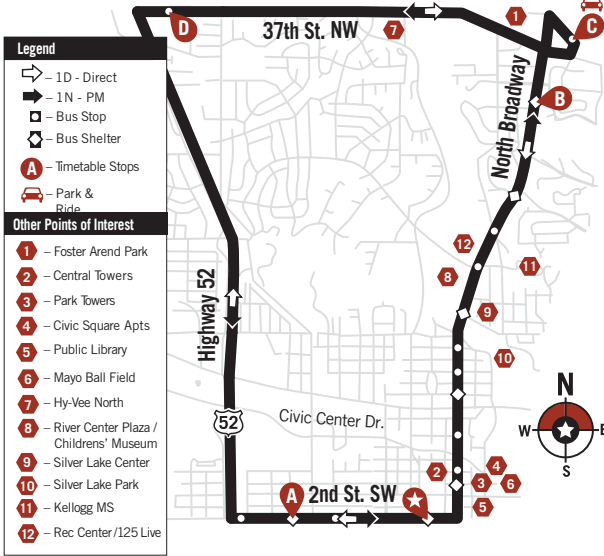 Legend
– 1D - Direct
– 1N - PM
– Bus Stop
– Bus Shelter
A – Timetable Stops
– Park &
Ride
Other Points of Interest
1 – Foster Arend Park
2 – Central Towers
3 – Park Towers
4 – Civic Square Apts
5 – Public Library
6 – Mayo Ball Field
7 – Hy-Vee North
8 – River Center Plaza /
Childrens' Museum
9 – Silver Lake Center
10 – Silver Lake Park
11 – Kellogg MS
12 – Rec Center/125 Live
D
37th St. NW
7
1
C
North Broadway
B
12
11
8
9
10
Highway 52
52
Civic Center Dr.
2
4
3
6
5
A
2nd St. SW
N
W
E
S